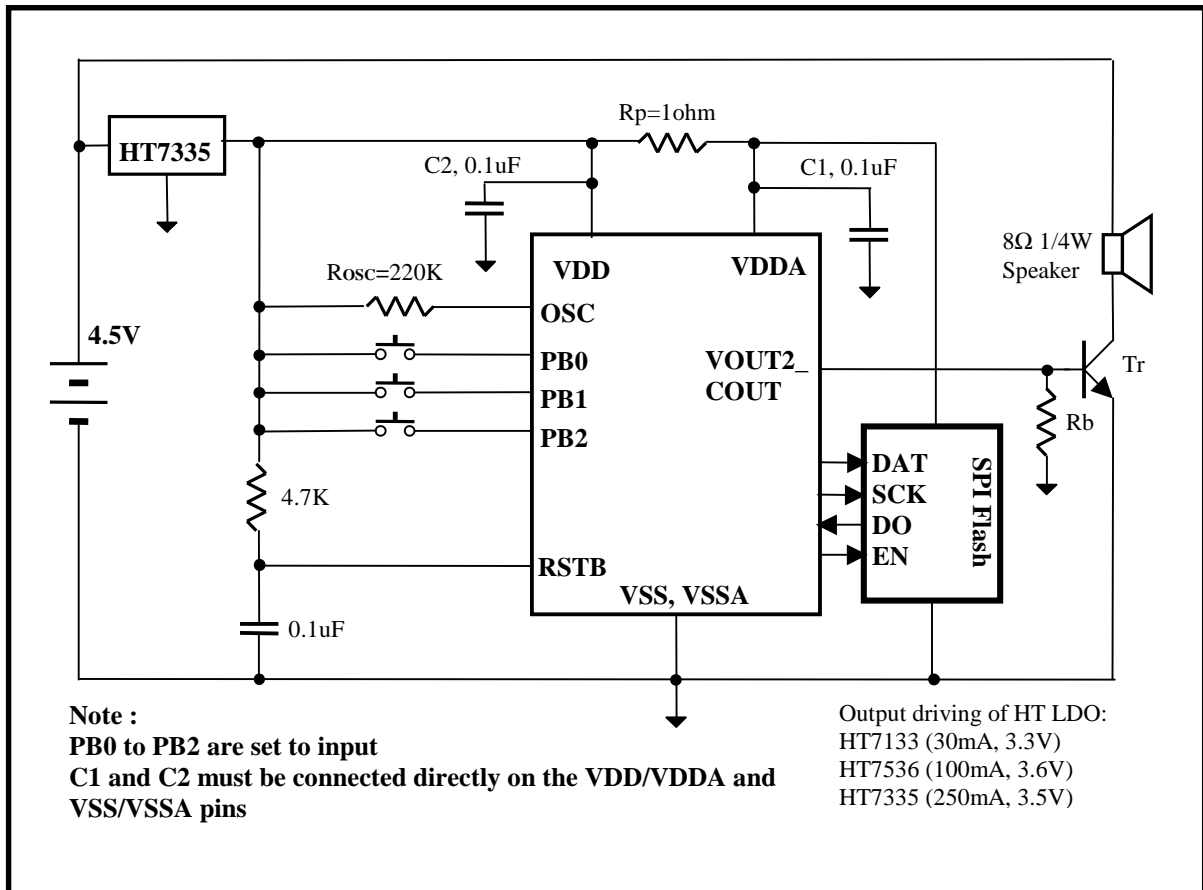 Rp=1ohm
HT7335
C2, 0.1uF
C1, 0.1uF
8Ω 1/4W
Speaker
VDD
VDDA
Rosc=220K
OSC
4.5V
PB0
VOUT2_
COUT
Tr
PB1
PB2
Rb
DAT
SCK
DO
EN
SPI Flash
4.7K
RSTB
VSS, VSSA
0.1uF
Note :
PB0 to PB2 are set to input
C1 and C2 must be connected directly on the VDD/VDDA and
VSS/VSSA pins
Output driving of HT LDO:
HT7133 (30mA, 3.3V)
HT7536 (100mA, 3.6V)
HT7335 (250mA, 3.5V)